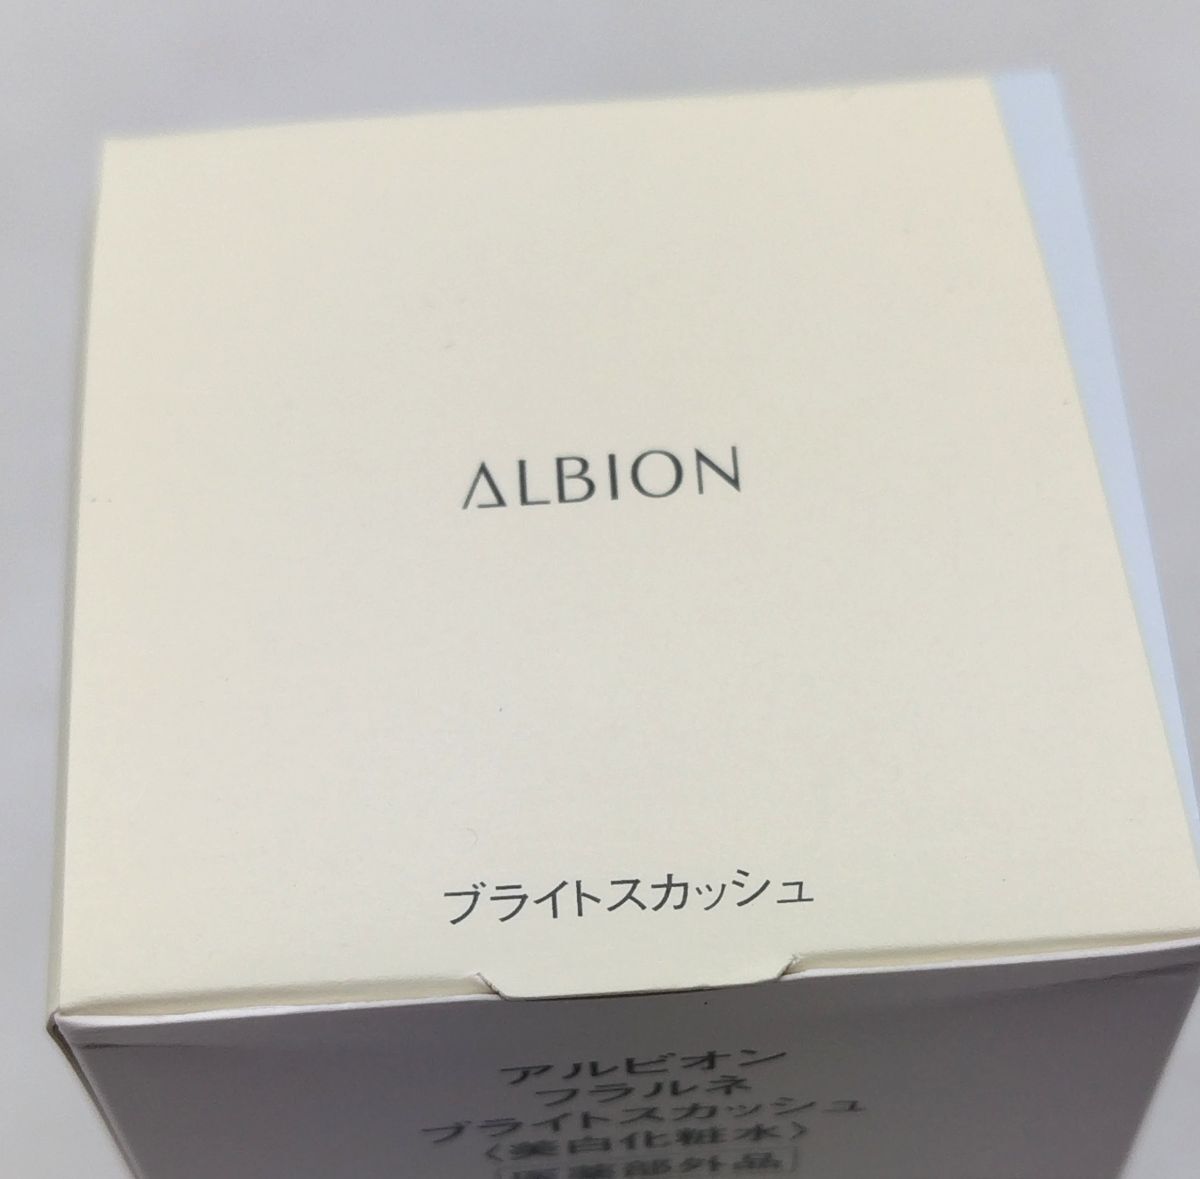 ALBION
ブライトスカッシュ
アルビオン
フラルネ
ブライトスカッシュ
〈美白化粧水〉
[医薬部外品]